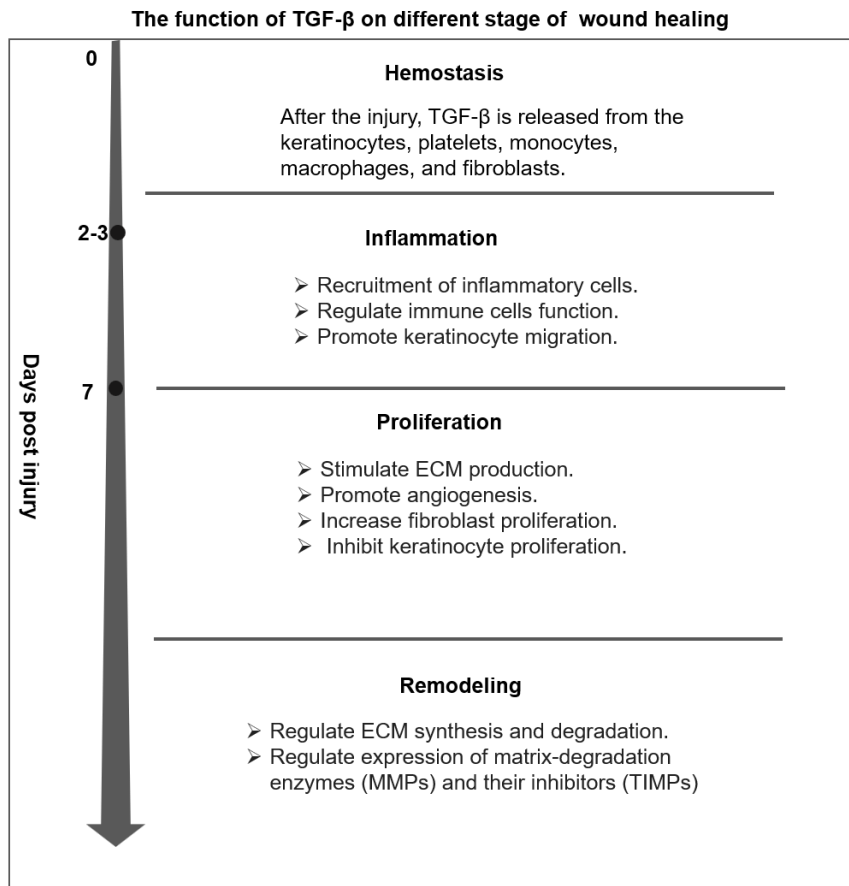 The function of TGF-β on different stage of wound healing
0
Hemostasis
After the injury, TGF-β is released from the
keratinocytes, platelets, monocytes,
macrophages, and fibroblasts.
2-3
Inflammation
➢ Recruitment of inflammatory cells.
➢ Regulate immune cells function.
➢ Promote keratinocyte migration.
Days post injury
7
Proliferation
➢ Stimulate ECM production.
➢ Promote angiogenesis.
➢ Increase fibroblast proliferation.
➢ Inhibit keratinocyte proliferation.
Remodeling
➢ Regulate ECM synthesis and degradation.
➢ Regulate expression of matrix-degradation
enzymes (MMPs) and their inhibitors (TIMPs)